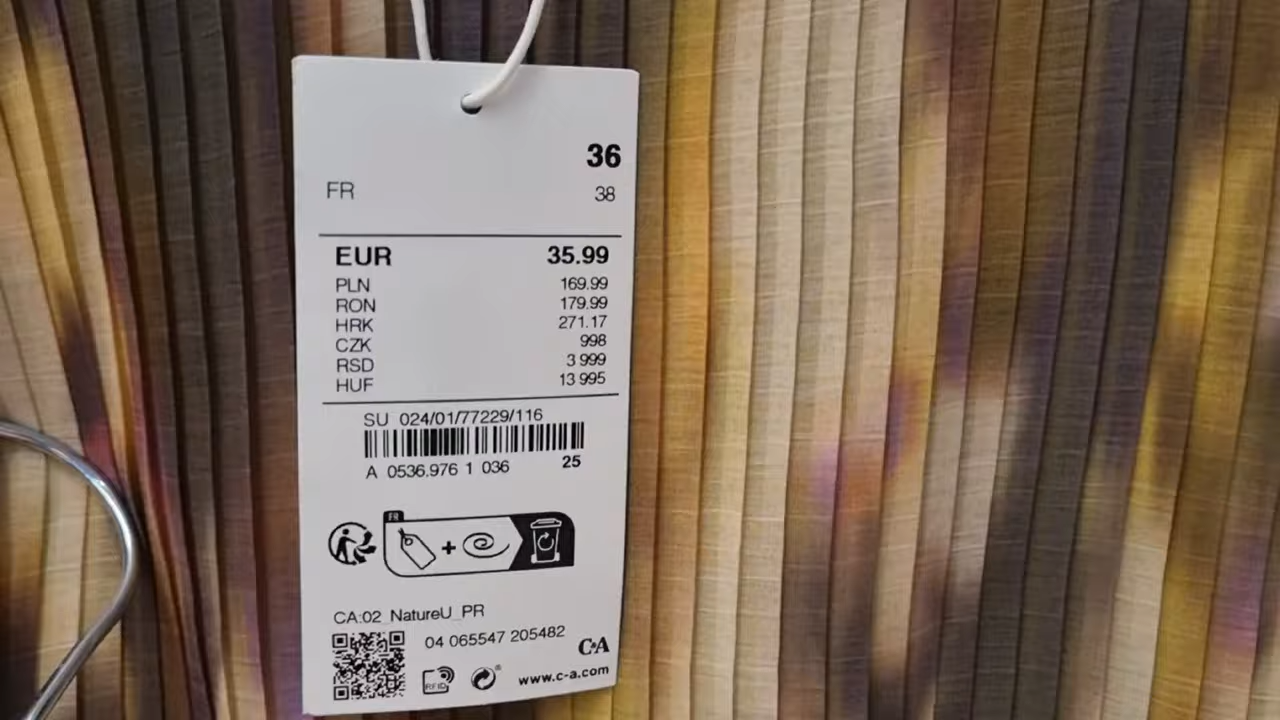 36
FR 38
EUR 35.99
PLN 169.99
RON 179.99
HRK 271.17
CZK 998
RSD 3 999
HUF 13 995
SU 024/01/77229/116
A 0536.976 1 036 25
FR
CA:02_NatureU_PR
04 065547 205482
C&A
RFID
www.c-a.com